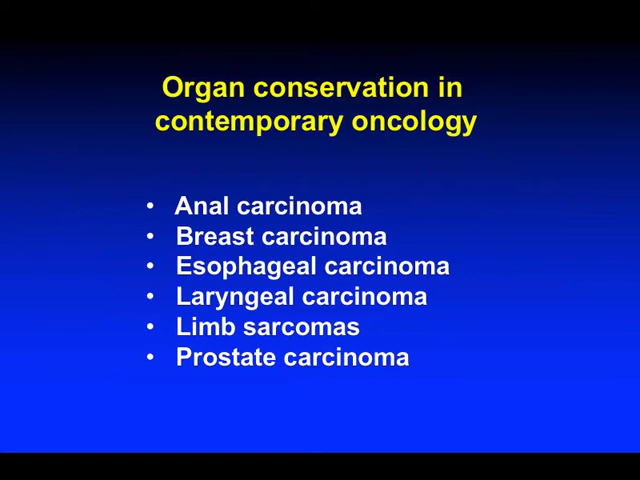 Organ conservation in
contemporary oncology
• Anal carcinoma
• Breast carcinoma
• Esophageal carcinoma
• Laryngeal carcinoma
• Limb sarcomas
• Prostate carcinoma